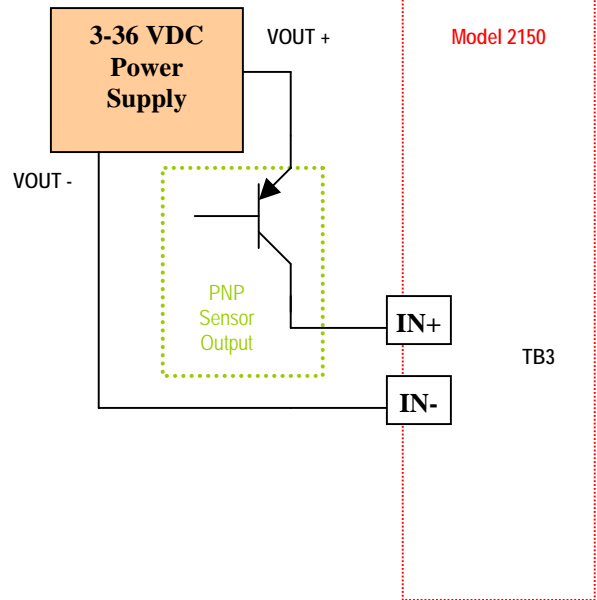 3-36 VDC
Power
Supply
VOUT +
Model 2150
VOUT -
PNP
Sensor
Output
IN+
TB3
IN-